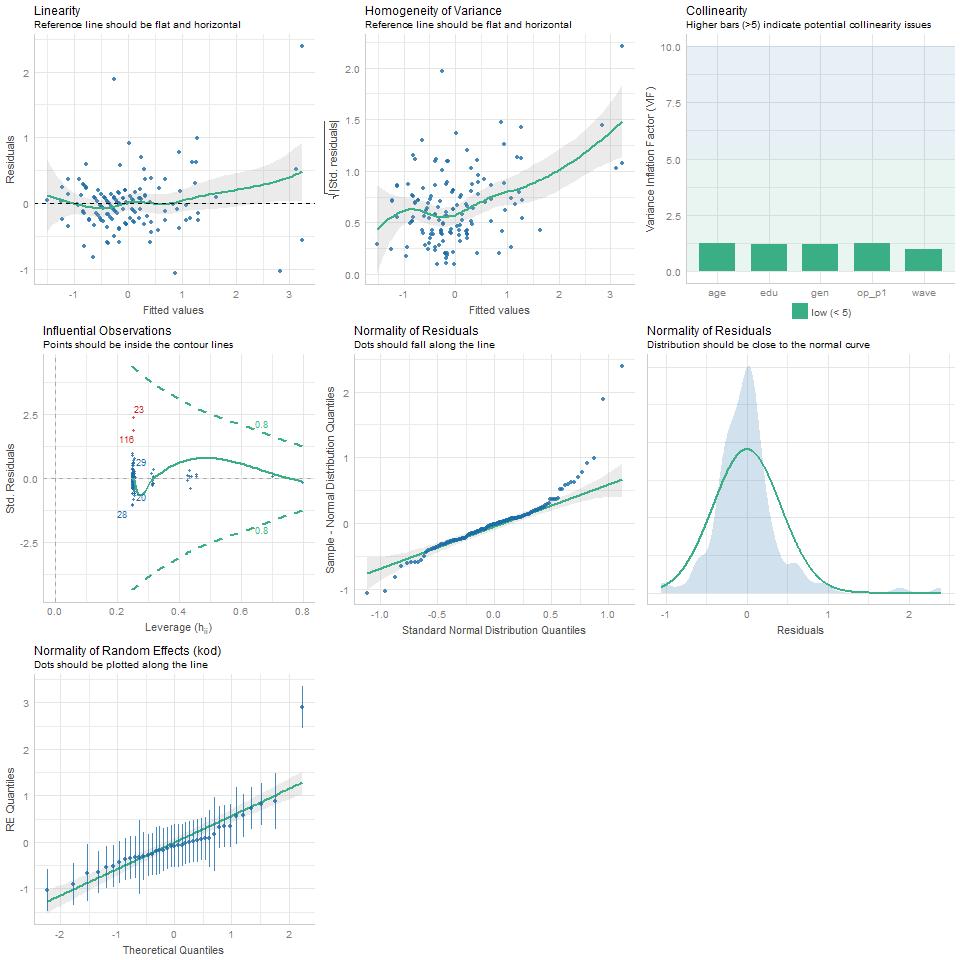 Linearity
Reference line should be flat and horizontal
Residuals
2
1
0
-1
-1
0
1
2
3
Fitted values
Homogeneity of Variance
Reference line should be flat and horizontal
√|Std. residuals|
2.0
1.5
1.0
0.5
0.0
-1
0
1
2
3
Fitted values
Collinearity
Higher bars (>5) indicate potential collinearity issues
Variance Inflation Factor (VIF)
10.0
7.5
5.0
2.5
0.0
age edu gen op_p1 wave
low (< 5)
Influential Observations
Points should be inside the contour lines
Std. Residuals
2.5
0.0
-2.5
23
116
29
20
28
0.8
0.8
0.0 0.2 0.4 0.6 0.8
Leverage (hii)
Normality of Residuals
Dots should fall along the line
Sample - Normal Distribution Quantiles
2
1
0
-1
-1.0 -0.5 0.0 0.5 1.0
Standard Normal Distribution Quantiles
Normality of Residuals
Distribution should be close to the normal curve
-1 0 1 2
Residuals
Normality of Random Effects (kod)
Dots should be plotted along the line
RE Quantiles
3
2
1
0
-1
-2 -1 0 1 2
Theoretical Quantiles